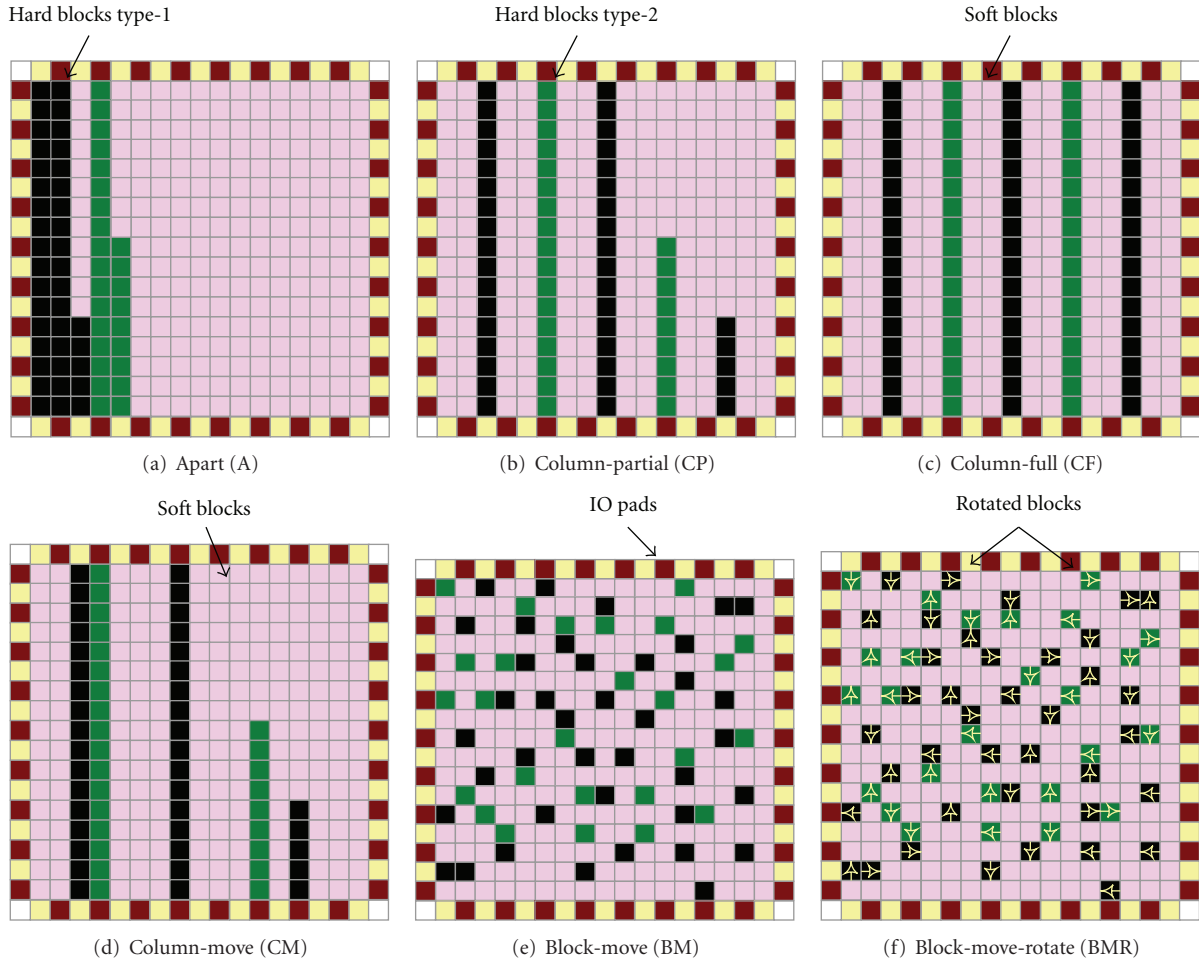 Hard blocks type-1
Hard blocks type-2
Soft blocks
(a) Apart (A)
(b) Column-partial (CP)
(c) Column-full (CF)
Soft blocks
IO pads
Rotated blocks
(d) Column-move (CM)
(e) Block-move (BM)
(f) Block-move-rotate (BMR)